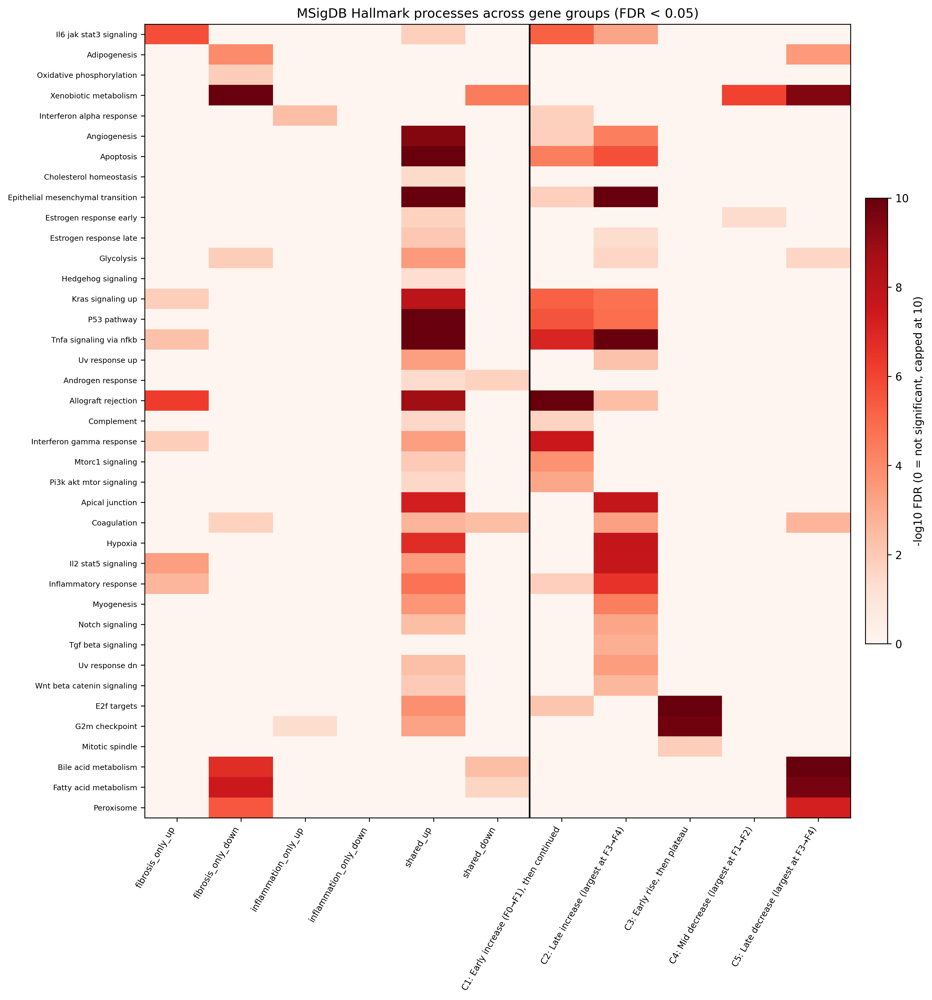 MSigDB Hallmark processes across gene groups (FDR < 0.05)
Il6 jak stat3 signaling
Adipogenesis
Oxidative phosphorylation
Xenobiotic metabolism
Interferon alpha response
Angiogenesis
Apoptosis
Cholesterol homeostasis
Epithelial mesenchymal transition
Estrogen response early
Estrogen response late
Glycolysis
Hedgehog signaling
Kras signaling up
P53 pathway
Tnfa signaling via nfkb
Uv response up
Androgen response
Allograft rejection
Complement
Interferon gamma response
Mtorc1 signaling
Pi3k akt mtor signaling
Apical junction
Coagulation
Hypoxia
Il2 stat5 signaling
Inflammatory response
Myogenesis
Notch signaling
Tgf beta signaling
Uv response dn
Wnt beta catenin signaling
E2f targets
G2m checkpoint
Mitotic spindle
Bile acid metabolism
Fatty acid metabolism
Peroxisome
fibrosis_only_up
fibrosis_only_down
inflammation_only_up
inflammation_only_down
shared_up
shared_down
C1: Early increase (F0→F1), then continued
C2: Late increase (largest at F3→F4)
C3: Early rise, then plateau
C4: Mid decrease (largest at F1→F2)
C5: Late decrease (largest at F3→F4)
10
8
6
4
2
0
-log10 FDR (0 = not significant, capped at 10)